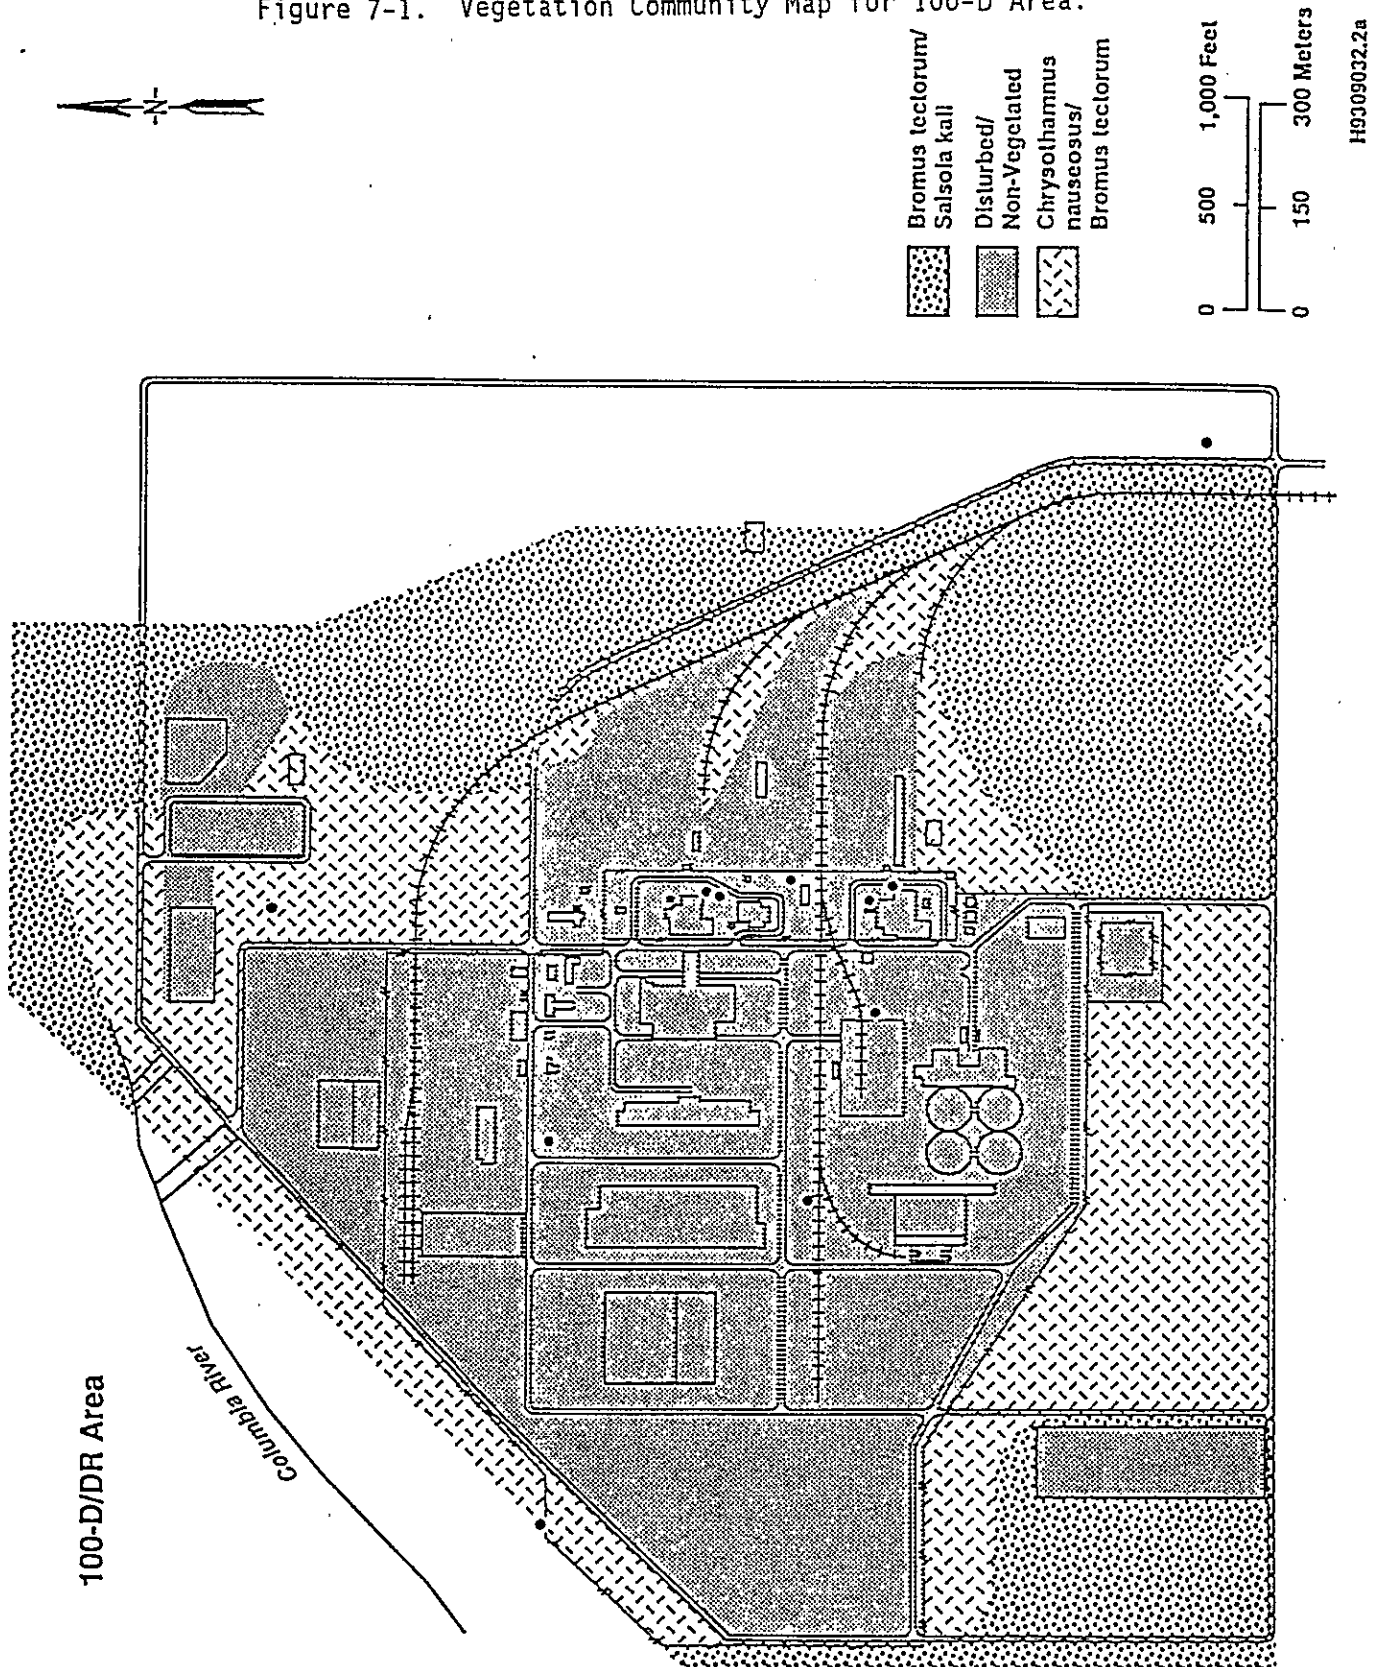 Figure 7-1. Vegetation Community Map for 100-D Area.
100-D/DR Area
Columbia River
N
Bromus tectorum/
Salsola kali
Disturbed/
Non-Vegetated
Chrysothamnus
nauseosus/
Bromus tectorum
0 500 1,000 Feet
0 150 300 Meters
H9309032.2a